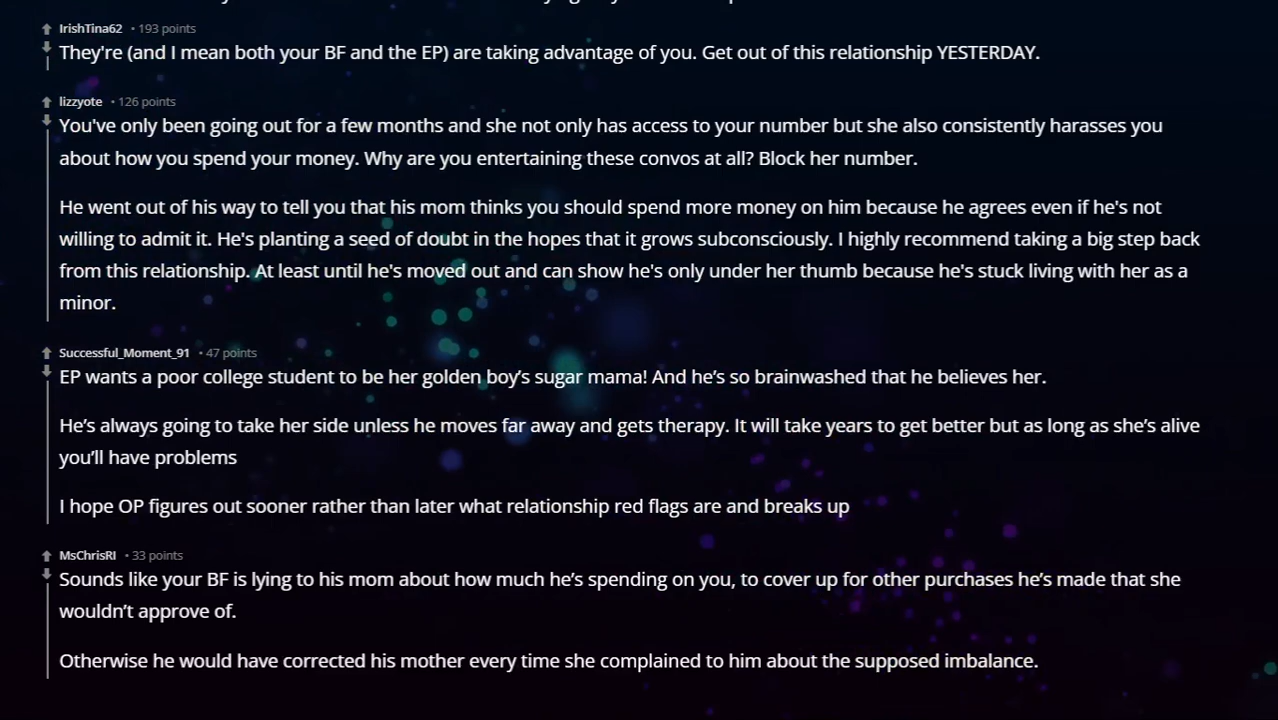 IrishTina62 • 193 points
They're (and I mean both your BF and the EP) are taking advantage of you. Get out of this relationship YESTERDAY.
lizzyote • 126 points
You've only been going out for a few months and she not only has access to your number but she also consistently harasses you
about how you spend your money. Why are you entertaining these convos at all? Block her number.
He went out of his way to tell you that his mom thinks you should spend more money on him because he agrees even if he's not
willing to admit it. He's planting a seed of doubt in the hopes that it grows subconsciously. I highly recommend taking a big step back
from this relationship. At least until he's moved out and can show he's only under her thumb because he's stuck living with her as a
minor.
Successful_Moment_91 • 47 points
EP wants a poor college student to be her golden boy’s sugar mama! And he’s so brainwashed that he believes her.
He’s always going to take her side unless he moves far away and gets therapy. It will take years to get better but as long as she’s alive
you’ll have problems
I hope OP figures out sooner rather than later what relationship red flags are and breaks up
MsChrisRI • 33 points
Sounds like your BF is lying to his mom about how much he’s spending on you, to cover up for other purchases he’s made that she
wouldn’t approve of.
Otherwise he would have corrected his mother every time she complained to him about the supposed imbalance.